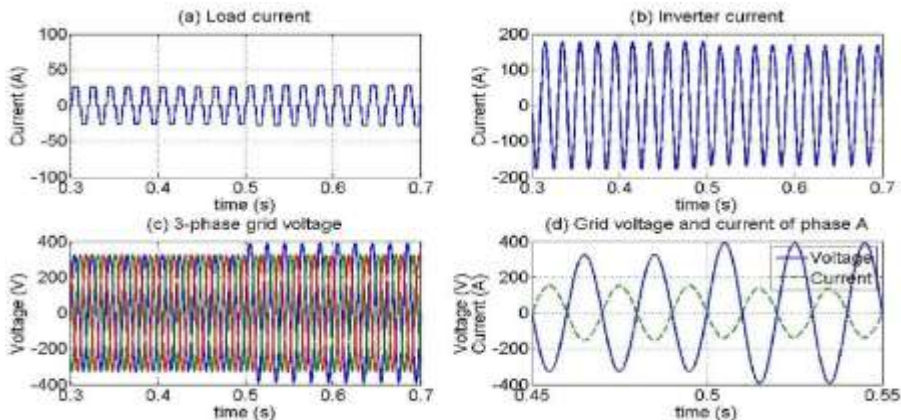 (a) Load current
100
50
0
-50
-100
Current (A)
0.3 0.4 0.5 0.6 0.7
time (s)
(b) Inverter current
200
100
0
-100
-200
Current (A)
0.3 0.4 0.5 0.6 0.7
time (s)
(c) 3-phase grid voltage
400
200
0
-200
-400
Voltage (V)
0.3 0.4 0.5 0.6 0.7
time (s)
(d) Grid voltage and current of phase A
400
200
0
-200
-400
Voltage (V)
Current (A)
Voltage
Current
0.45 0.5 0.55
time (s)